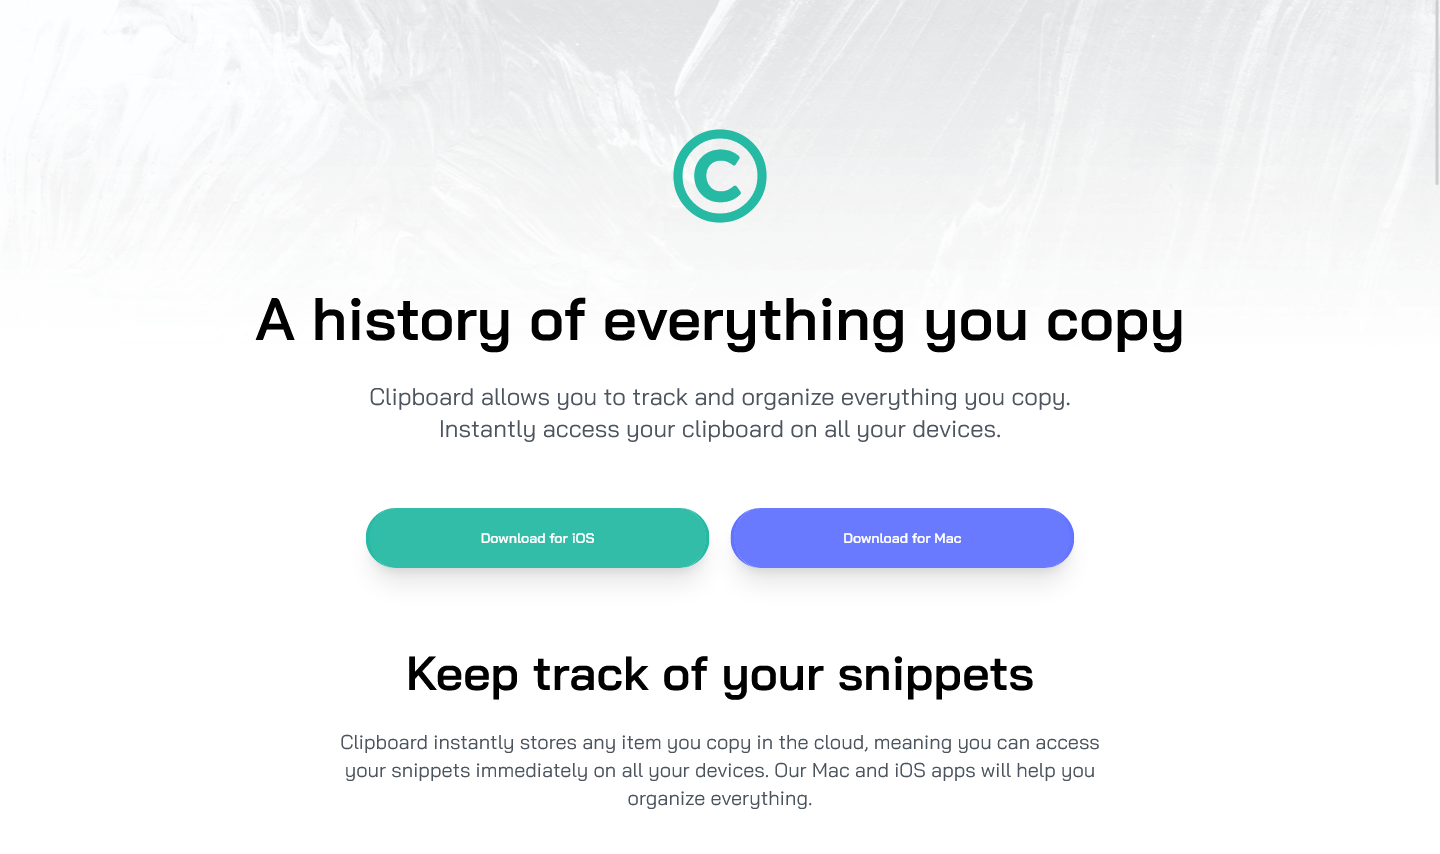 ©
A history of everything you copy
Clipboard allows you to track and organize everything you copy.
Instantly access your clipboard on all your devices.
Download for iOS
Download for Mac
Keep track of your snippets
Clipboard instantly stores any item you copy in the cloud, meaning you can access
your snippets immediately on all your devices. Our Mac and iOS apps will help you
organize everything.